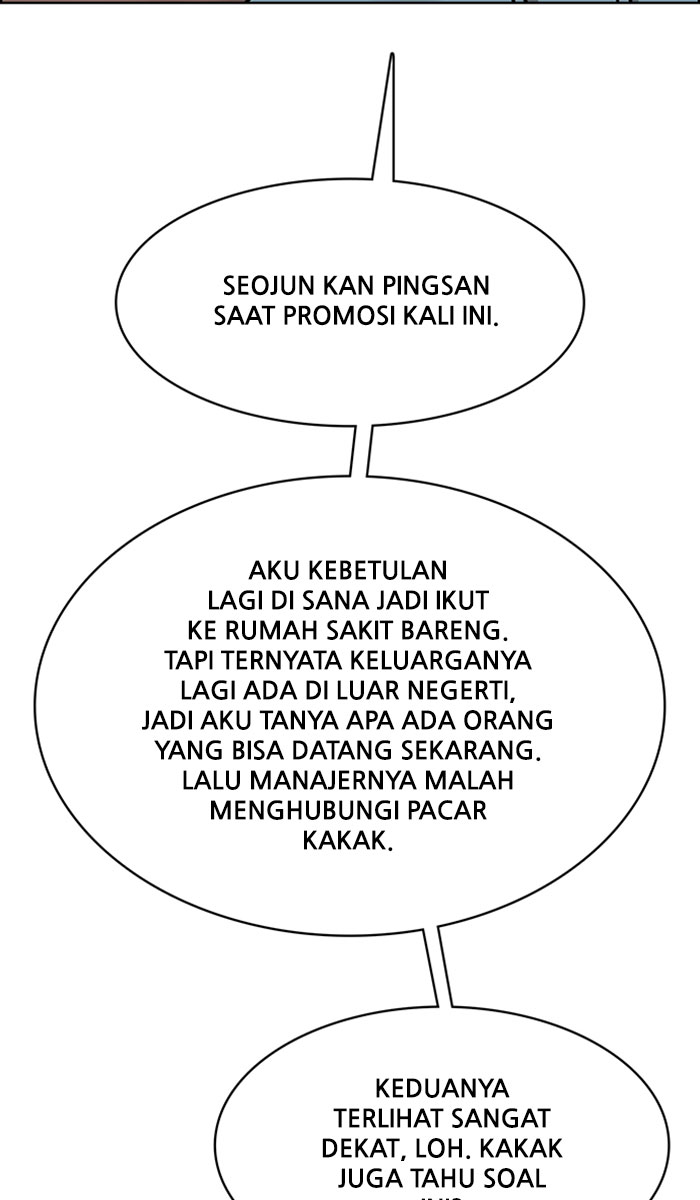 SEOJUN KAN PINGSAN
SAAT PROMOSI KALI INI.
AKU KEBETULAN
LAGI DI SANA JADI IKUT
KE RUMAH SAKIT BARENG.
TAPI TERNYATA KELUARGANYA
LAGI ADA DI LUAR NEGERTI,
JADI AKU TANYA APA ADA ORANG
YANG BISA DATANG SEKARANG.
LALU MANAJERNYA MALAH
MENGHUBUNGI PACAR
KAKAK.
KEDUANYA
TERLIHAT SANGAT
DEKAT, LOH. KAKAK
JUGA TAHU SOAL